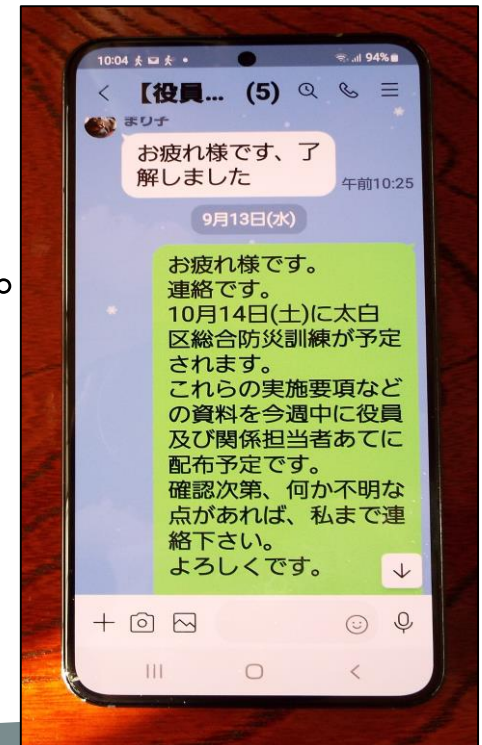 10:04
94%
【役員... (5)
まり子
お疲れ様です、了
解しました
午前10:25
9月13日(水)
お疲れ様です。
連絡です。
10月14日(土)に太白
区総合防災訓練が予定
されます。
これらの実施要項など
の資料を今週中に役員
及び関係担当者あてに
配布予定です。
確認次第、何か不明な
点があれば、私まで連
絡下さい。
よろしくです。
。